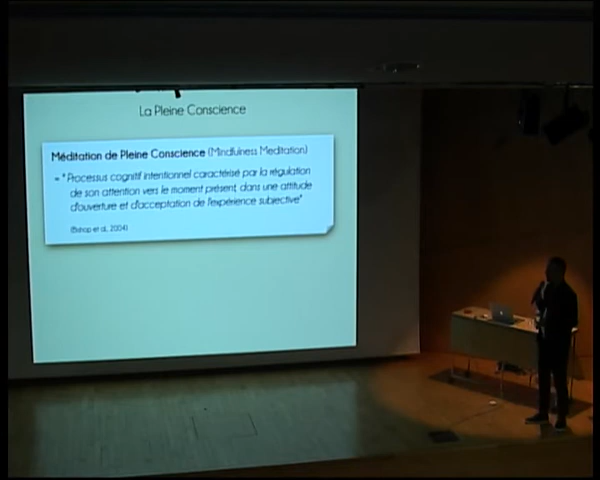 La Pleine Conscience
Méditation de Pleine Conscience (Mindfulness Meditation)
= "Processus cognitif intentionnel caractérisé par la régulation
de son attention vers le moment présent, dans une attitude
d'ouverture et d'acceptation de l'expérience subjective"
(Bishop et al., 2004)